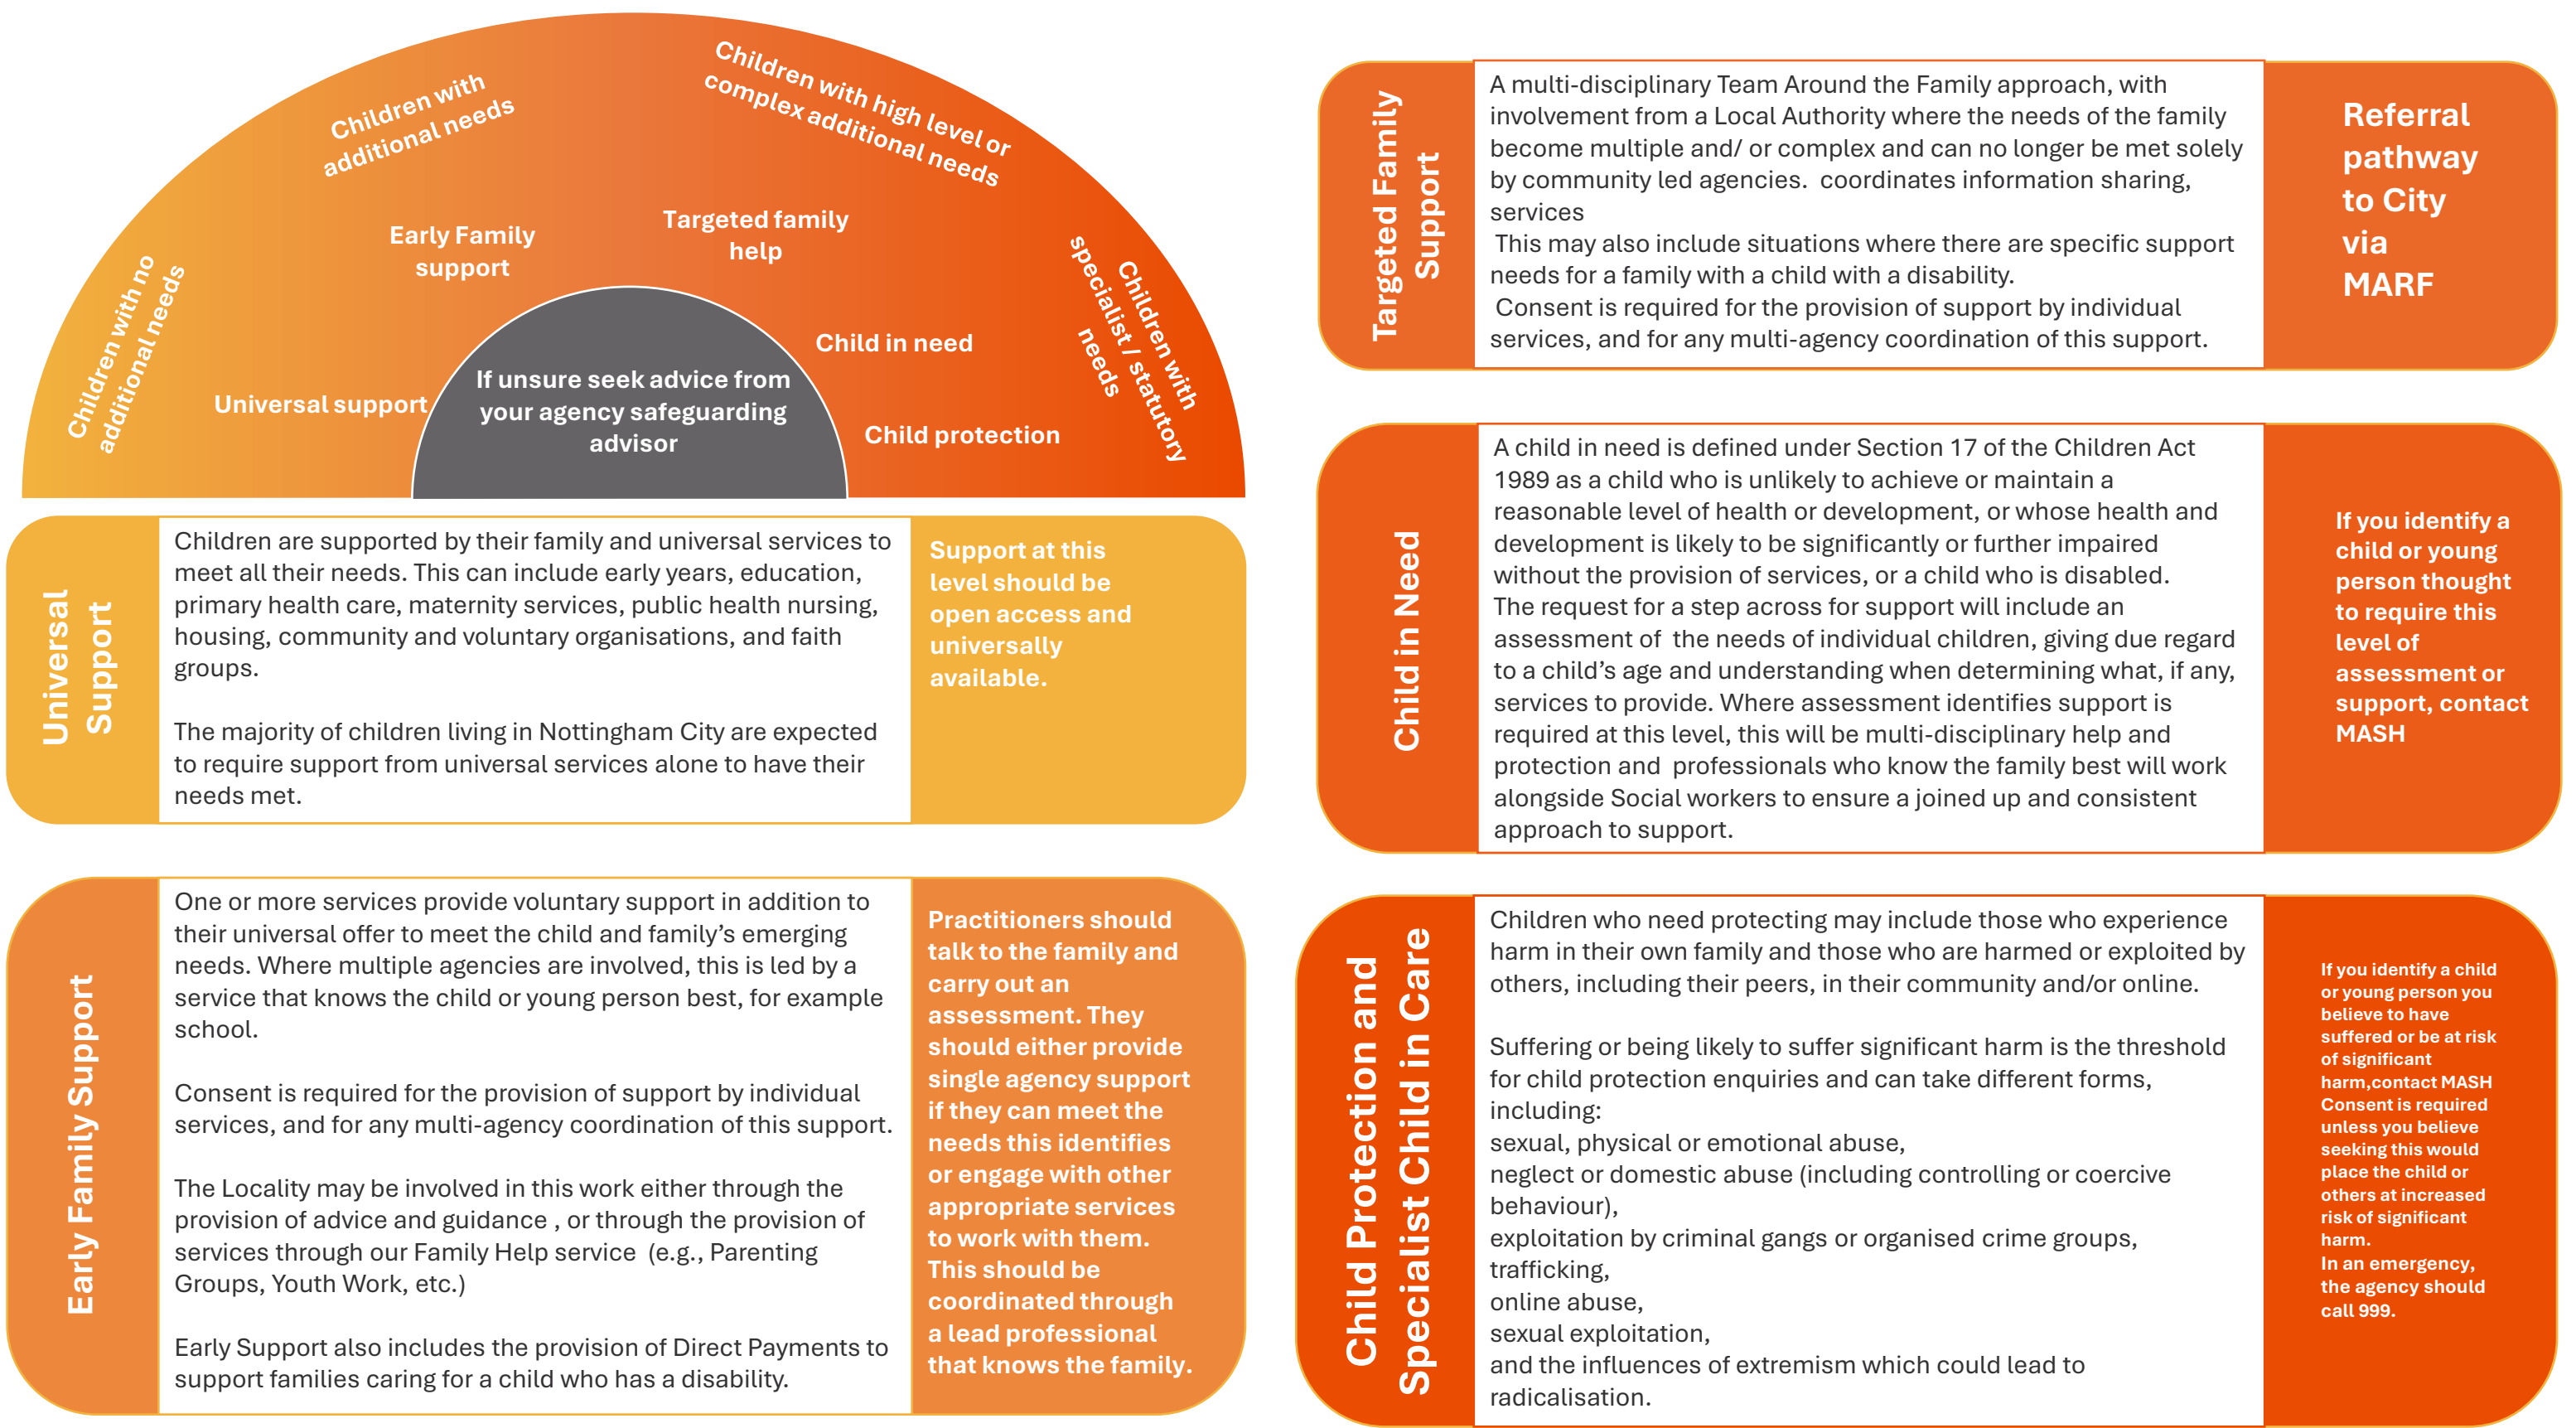 Children with no
additional needs
Children with
additional needs
Children with high level or
complex additional needs
Children with
specialist / statutory
needs
Universal support
Early Family
support
Targeted family
help
Child in need
Child protection
If unsure seek advice from
your agency safeguarding
advisor
Universal
Support
Children are supported by their family and universal services to
meet all their needs. This can include early years, education,
primary health care, maternity services, public health nursing,
housing, community and voluntary organisations, and faith
groups.
The majority of children living in Nottingham City are expected
to require support from universal services alone to have their
needs met.
Support at this
level should be
open access and
universally
available.
Early Family Support
One or more services provide voluntary support in addition to
their universal offer to meet the child and family's emerging
needs. Where multiple agencies are involved, this is led by a
service that knows the child or young person best, for example
school.
Consent is required for the provision of support by individual
services, and for any multi-agency coordination of this support.
The Locality may be involved in this work either through the
provision of advice and guidance , or through the provision of
services through our Family Help service  (e.g., Parenting
Groups, Youth Work, etc.)
Early Support also includes the provision of Direct Payments to
support families caring for a child who has a disability.
Practitioners should
talk to the family and
carry out an
assessment. They
should either provide
single agency support
if they can meet the
needs this identifies
or engage with other
appropriate services
to work with them.
This should be
coordinated through
a lead professional
that knows the family.
Targeted Family
Support
A multi-disciplinary Team Around the Family approach, with
involvement from a Local Authority where the needs of the family
become multiple and/ or complex and can no longer be met solely
by community led agencies.  coordinates information sharing,
services
This may also include situations where there are specific support
needs for a family with a child with a disability.
Consent is required for the provision of support by individual
services, and for any multi-agency coordination of this support.
Referral
pathway
to City
via
MARF
Child in Need
A child in need is defined under Section 17 of the Children Act
1989 as a child who is unlikely to achieve or maintain a
reasonable level of health or development, or whose health and
development is likely to be significantly or further impaired
without the provision of services, or a child who is disabled.
The request for a step across for support will include an
assessment of  the needs of individual children, giving due regard
to a child's age and understanding when determining what, if any,
services to provide. Where assessment identifies support is
required at this level, this will be multi-disciplinary help and
protection and  professionals who know the family best will work
alongside Social workers to ensure a joined up and consistent
approach to support.
If you identify a
child or young
person thought
to require this
level of
assessment or
support, contact
MASH
Child Protection and
Specialist Child in Care
Children who need protecting may include those who experience
harm in their own family and those who are harmed or exploited by
others, including their peers, in their community and/or online.
Suffering or being likely to suffer significant harm is the threshold
for child protection enquiries and can take different forms,
including:
sexual, physical or emotional abuse,
neglect or domestic abuse (including controlling or coercive
behaviour),
exploitation by criminal gangs or organised crime groups,
trafficking,
online abuse,
sexual exploitation,
and the influences of extremism which could lead to
radicalisation.
If you identify a child
or young person you
believe to have
suffered or be at risk
of significant
harm,contact MASH
Consent is required
unless you believe
seeking this would
place the child or
others at increased
risk of significant
harm.
In an emergency,
the agency should
call 999.